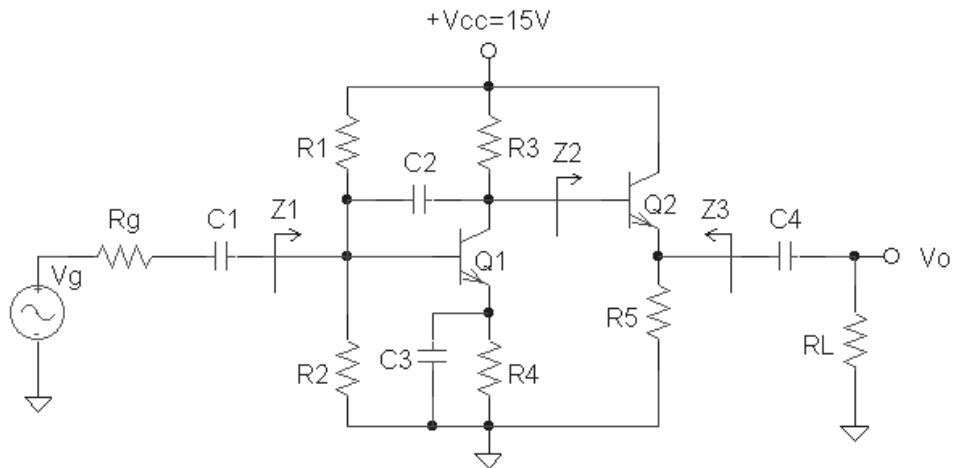 +Vcc=15V
R1
R3
C2
Z2
Rg
C1
Z1
Q2
Z3
C4
Vg
Q1
Vo
R5
C3
R2
R4
RL